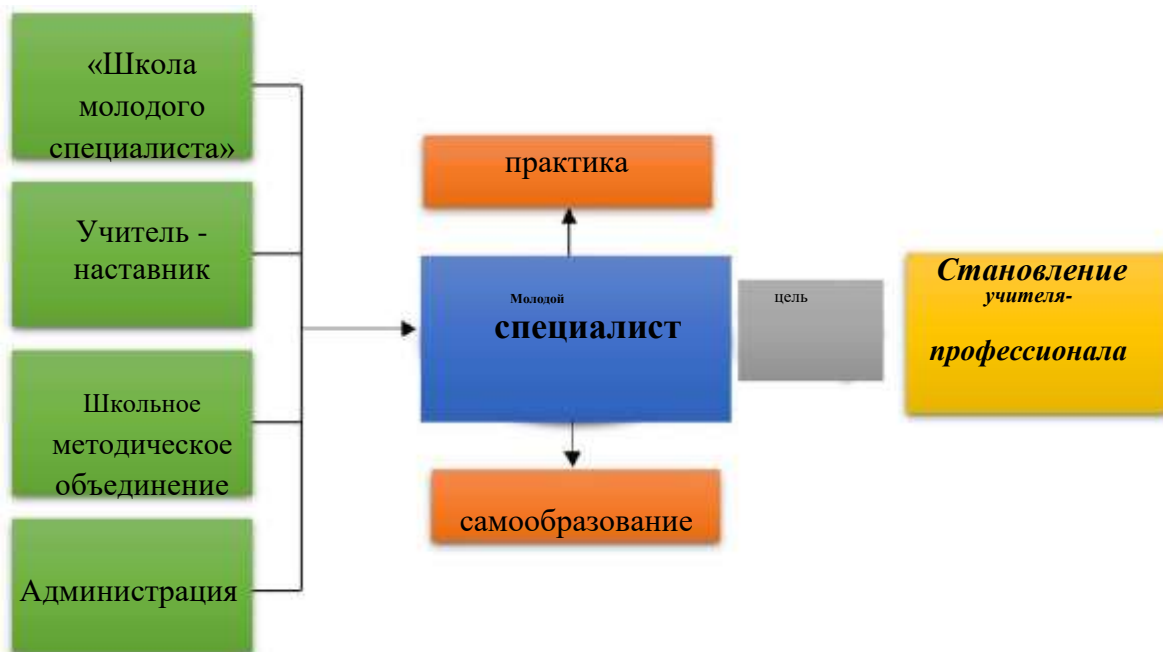 «Школа
молодого
специалиста»
Учитель -
наставник
Школьное
методическое
объединение
Администрация
практика
Молодой
специалист
самообразование
цель
Становление
учителя-
профессионала